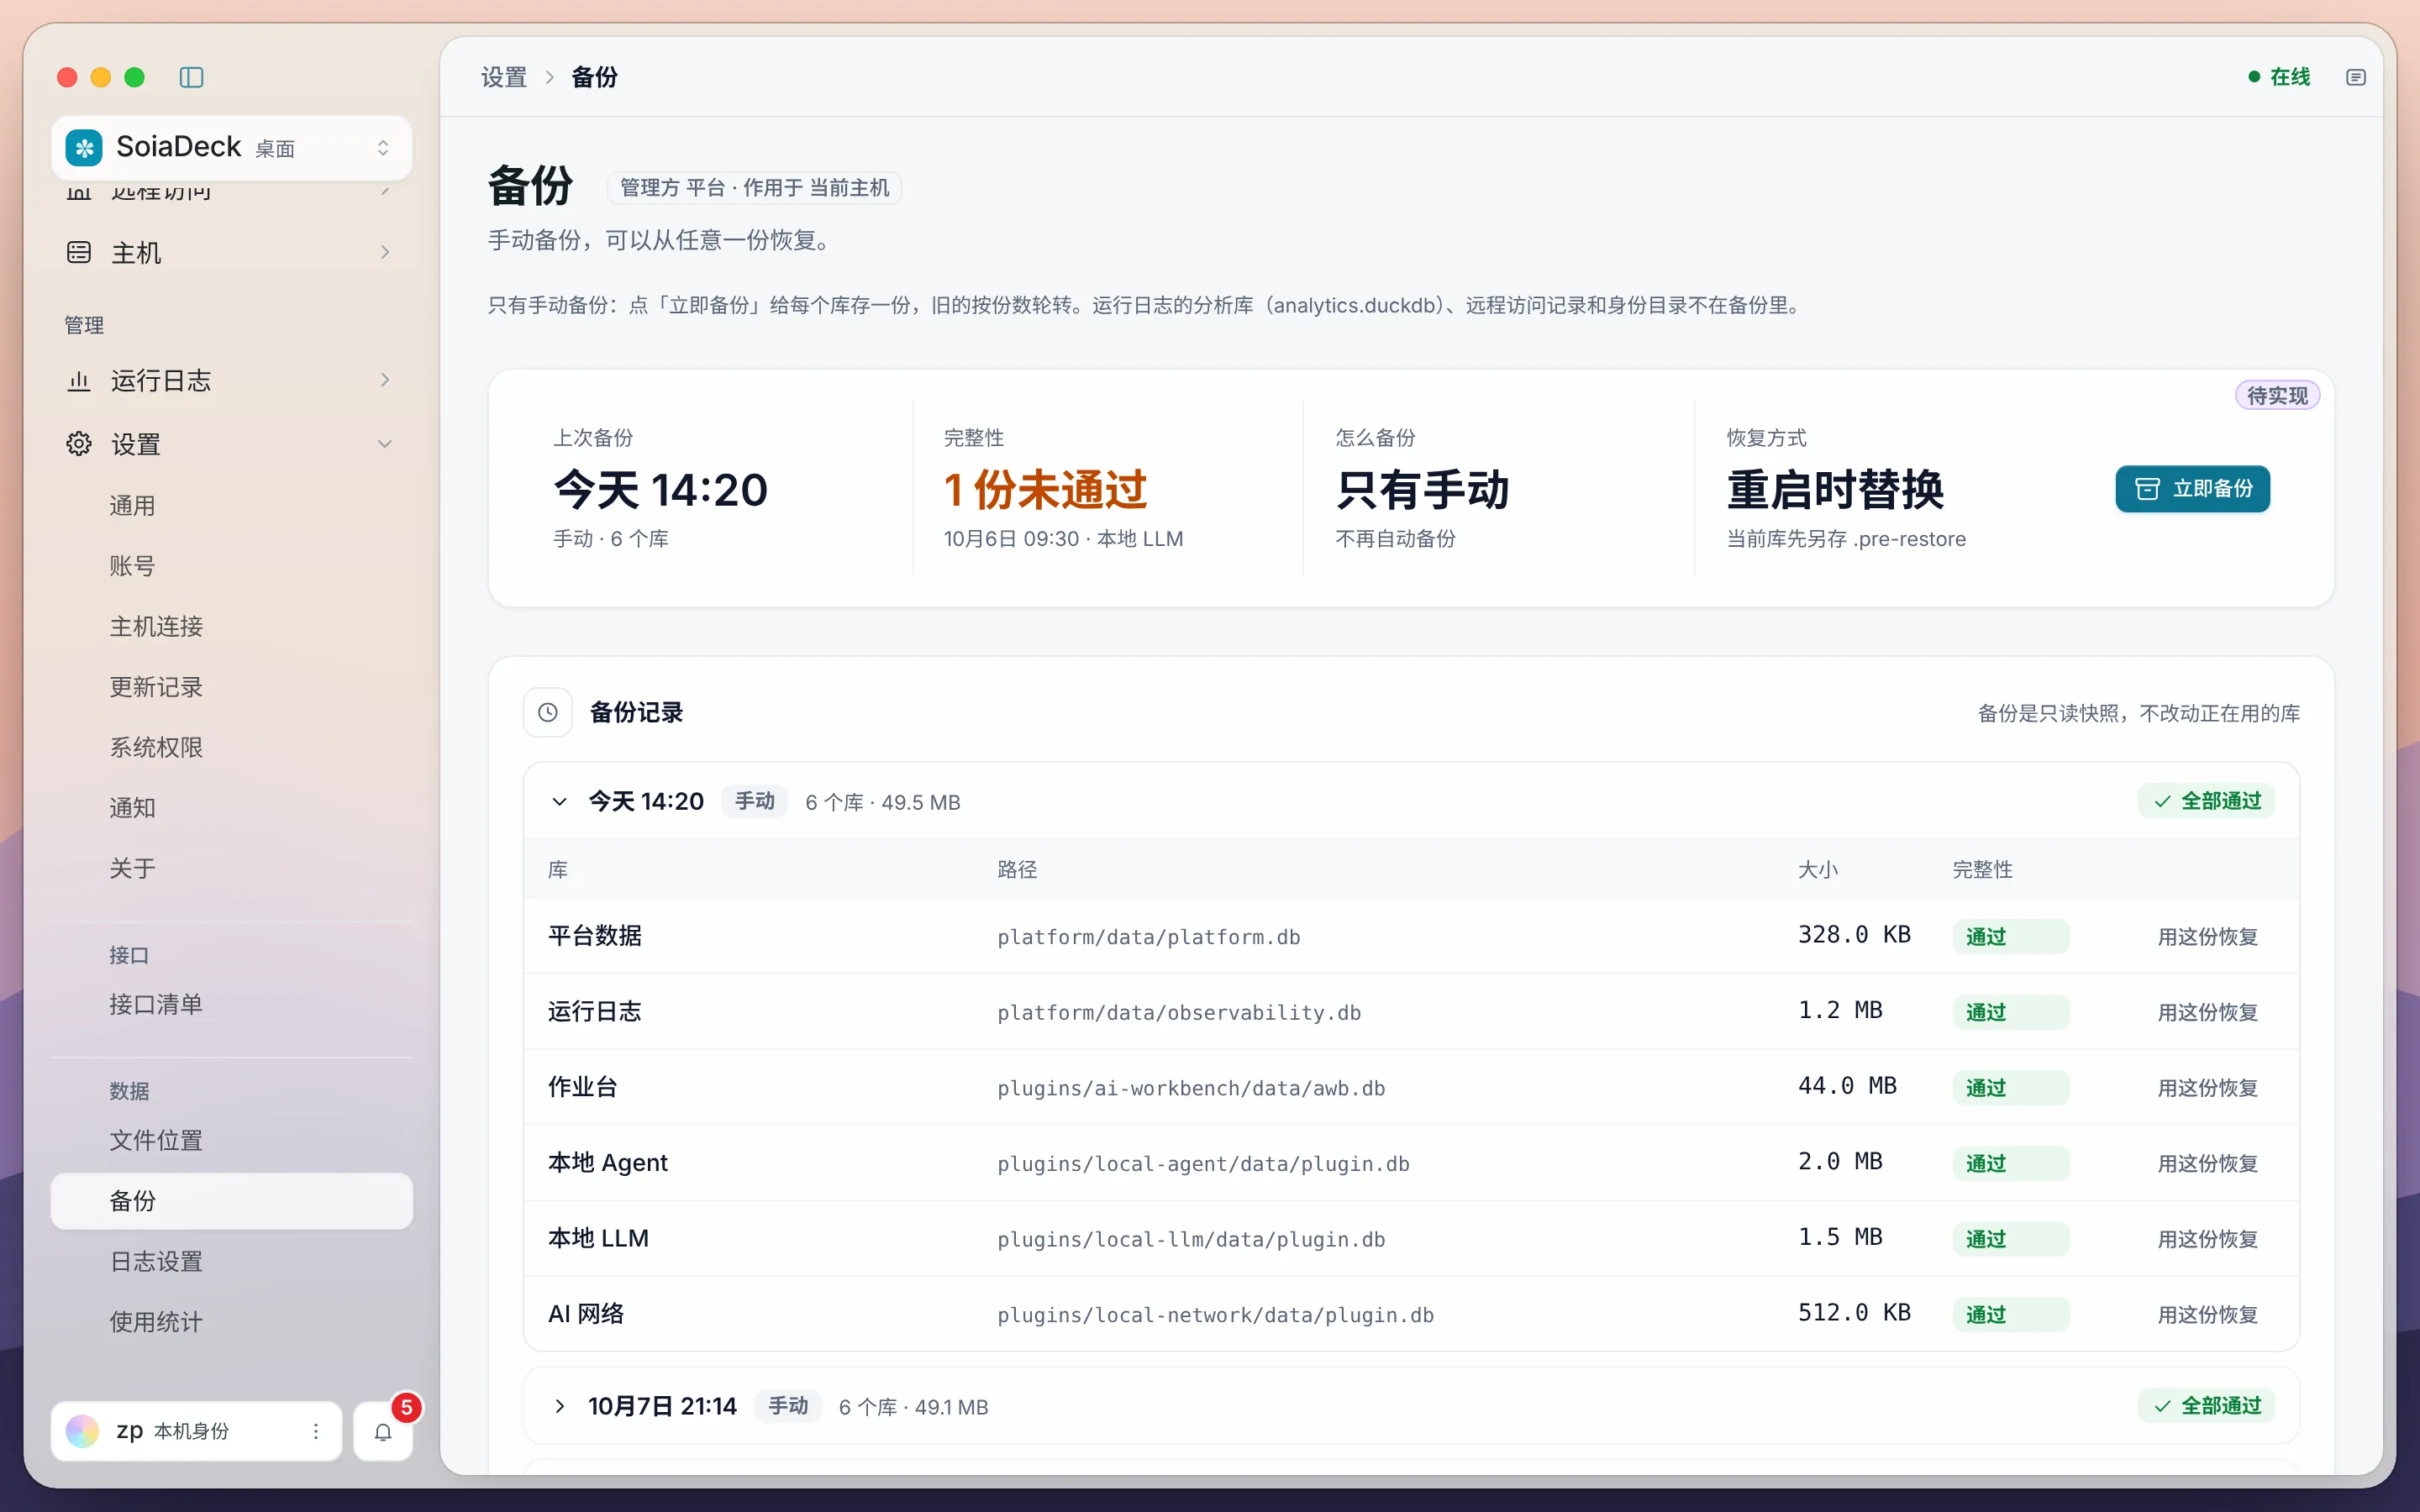 设置 > 备份
在线
SoiaDeck 桌面
远程访问
主机
管理
运行日志
设置
通用
账号
主机连接
更新记录
系统权限
通知
关于
接口
接口清单
数据
文件位置
备份
日志设置
使用统计
zp 本机身份
5
备份
管理方 平台 · 作用于 当前主机
手动备份，可以从任意一份恢复。
只有手动备份：点「立即备份」给每个库存一份，旧的按份数轮转。运行日志的分析库（analytics.duckdb）、远程访问记录和身份目录不在备份里。
待实现
上次备份
今天 14:20
手动 · 6 个库
完整性
1 份未通过
10月6日 09:30 · 本地 LLM
怎么备份
只有手动
不再自动备份
恢复方式
重启时替换
当前库先另存 .pre-restore
立即备份
备份记录
备份是只读快照，不改动正在用的库
今天 14:20 手动 6 个库 · 49.5 MB 全部通过
库 路径 大小 完整性
平台数据 platform/data/platform.db 328.0 KB 通过 用这份恢复
运行日志 platform/data/observability.db 1.2 MB 通过 用这份恢复
作业台 plugins/ai-workbench/data/awb.db 44.0 MB 通过 用这份恢复
本地 Agent plugins/local-agent/data/plugin.db 2.0 MB 通过 用这份恢复
本地 LLM plugins/local-llm/data/plugin.db 1.5 MB 通过 用这份恢复
AI 网络 plugins/local-network/data/plugin.db 512.0 KB 通过 用这份恢复
10月7日 21:14 手动 6 个库 · 49.1 MB 全部通过